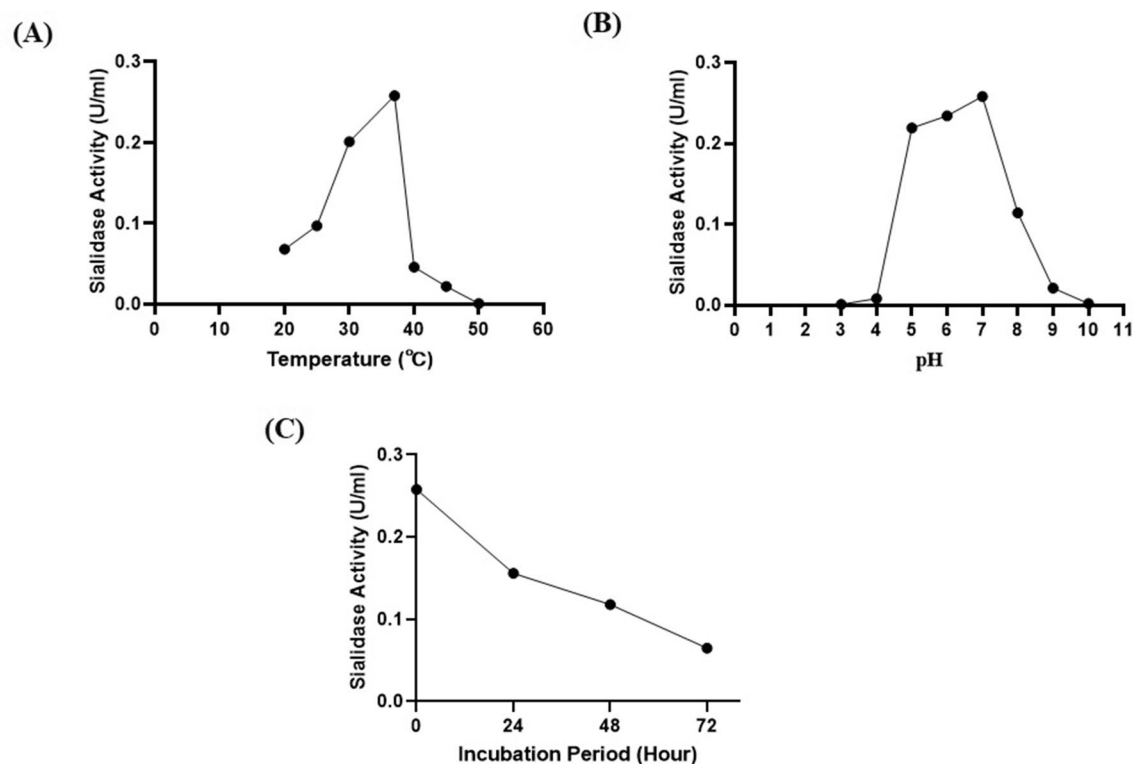 (A)
0.3
0.2
0.1
0.0
Sialidase Activity (U/ml)
0 10 20 30 40 50 60
Temperature (°C)
(B)
0.3
0.2
0.1
0.0
Sialidase Activity (U/ml)
0 1 2 3 4 5 6 7 8 9 10 11
pH
(C)
0.3
0.2
0.1
0.0
Sialidase Activity (U/ml)
0 24 48 72
Incubation Period (Hour)